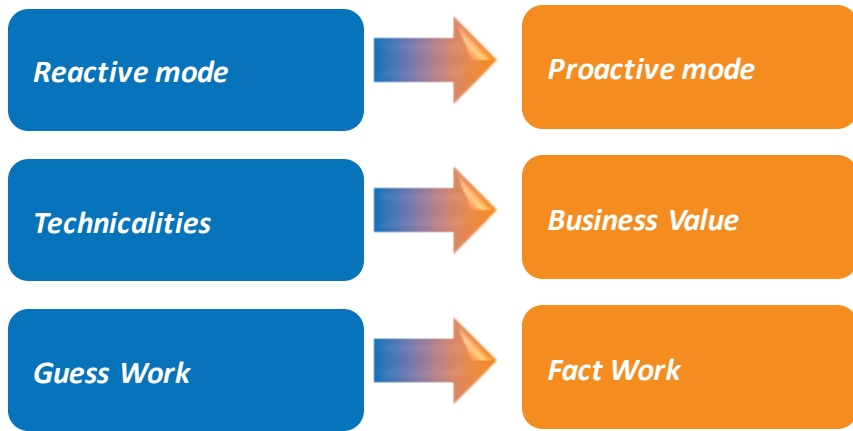 Reactive mode
Proactive mode
Technicalities
Business Value
Guess Work
Fact Work